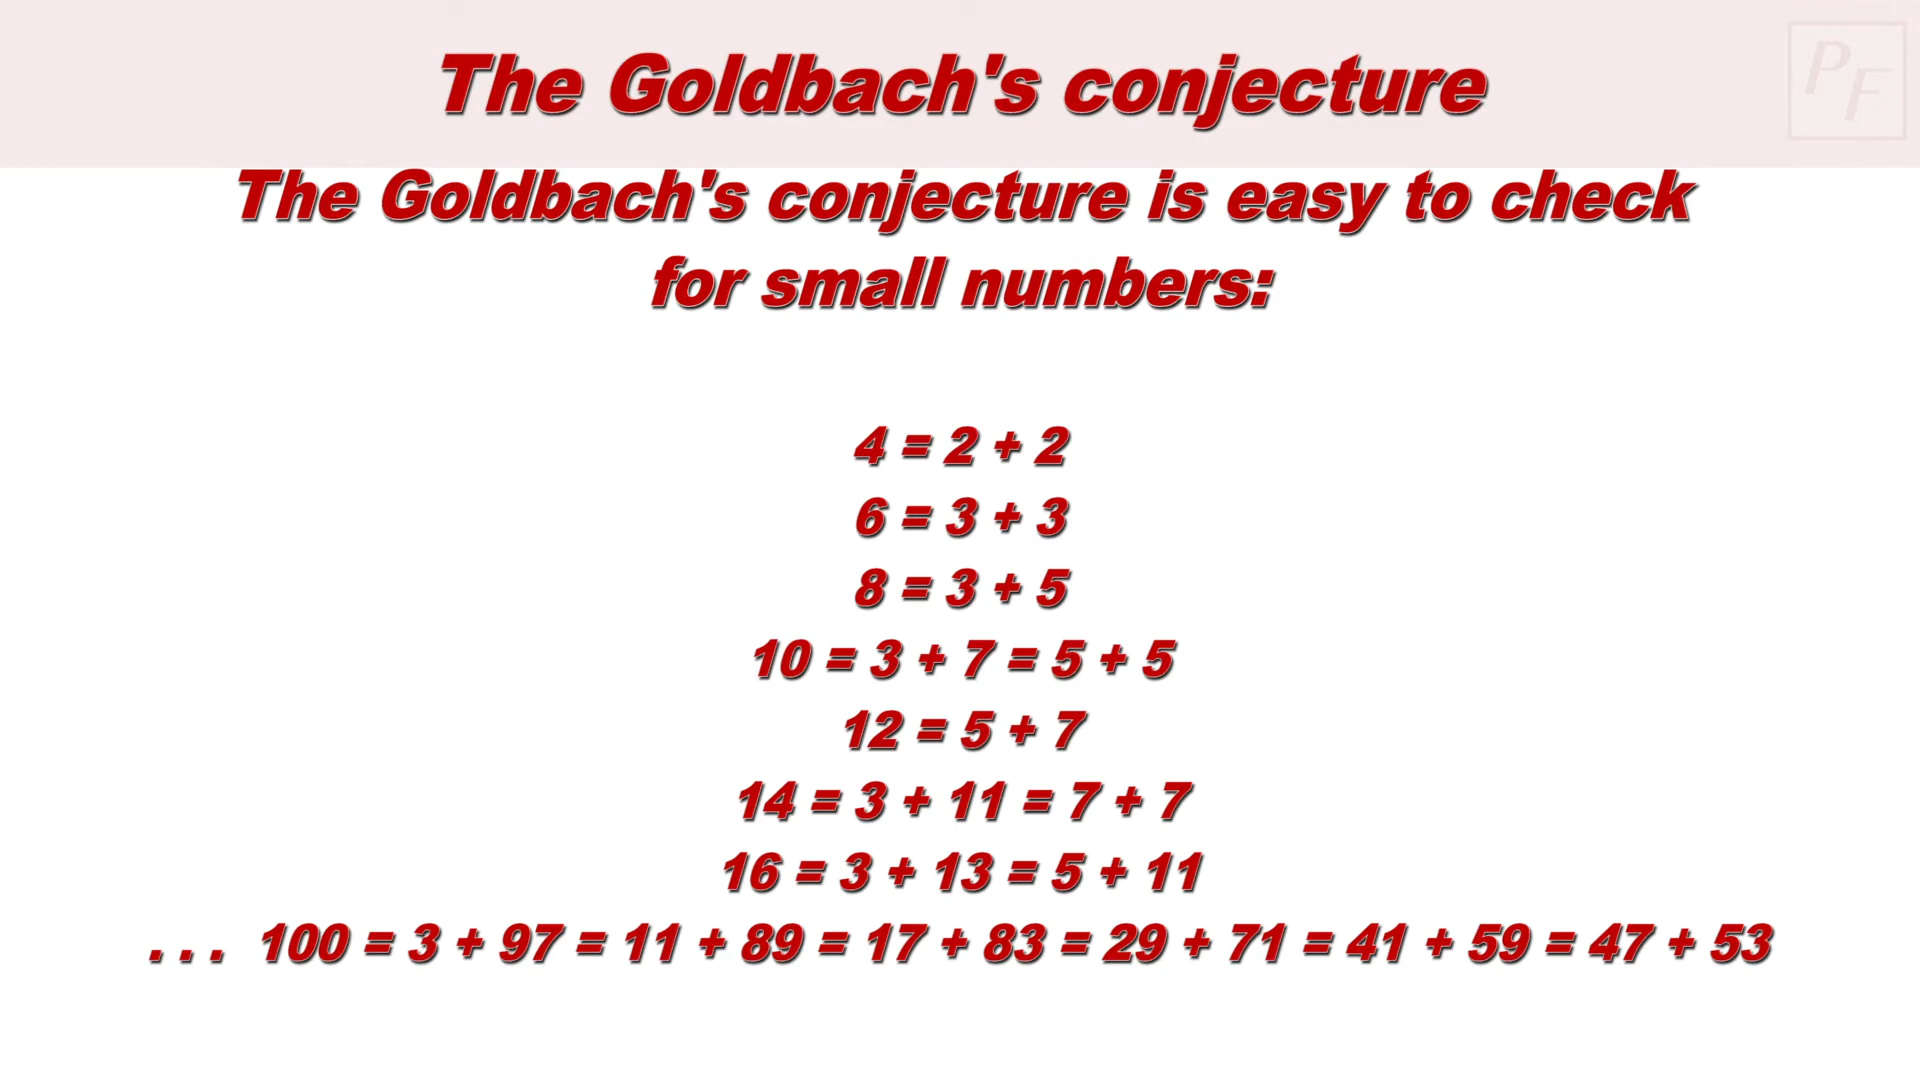 The Goldbach's conjecture
PF
The Goldbach's conjecture is easy to check
for small numbers:
4 = 2 + 2
6 = 3 + 3
8 = 3 + 5
10 = 3 + 7 = 5 + 5
12 = 5 + 7
14 = 3 + 11 = 7 + 7
16 = 3 + 13 = 5 + 11
... 100 = 3 + 97 = 11 + 89 = 17 + 83 = 29 + 71 = 41 + 59 = 47 + 53